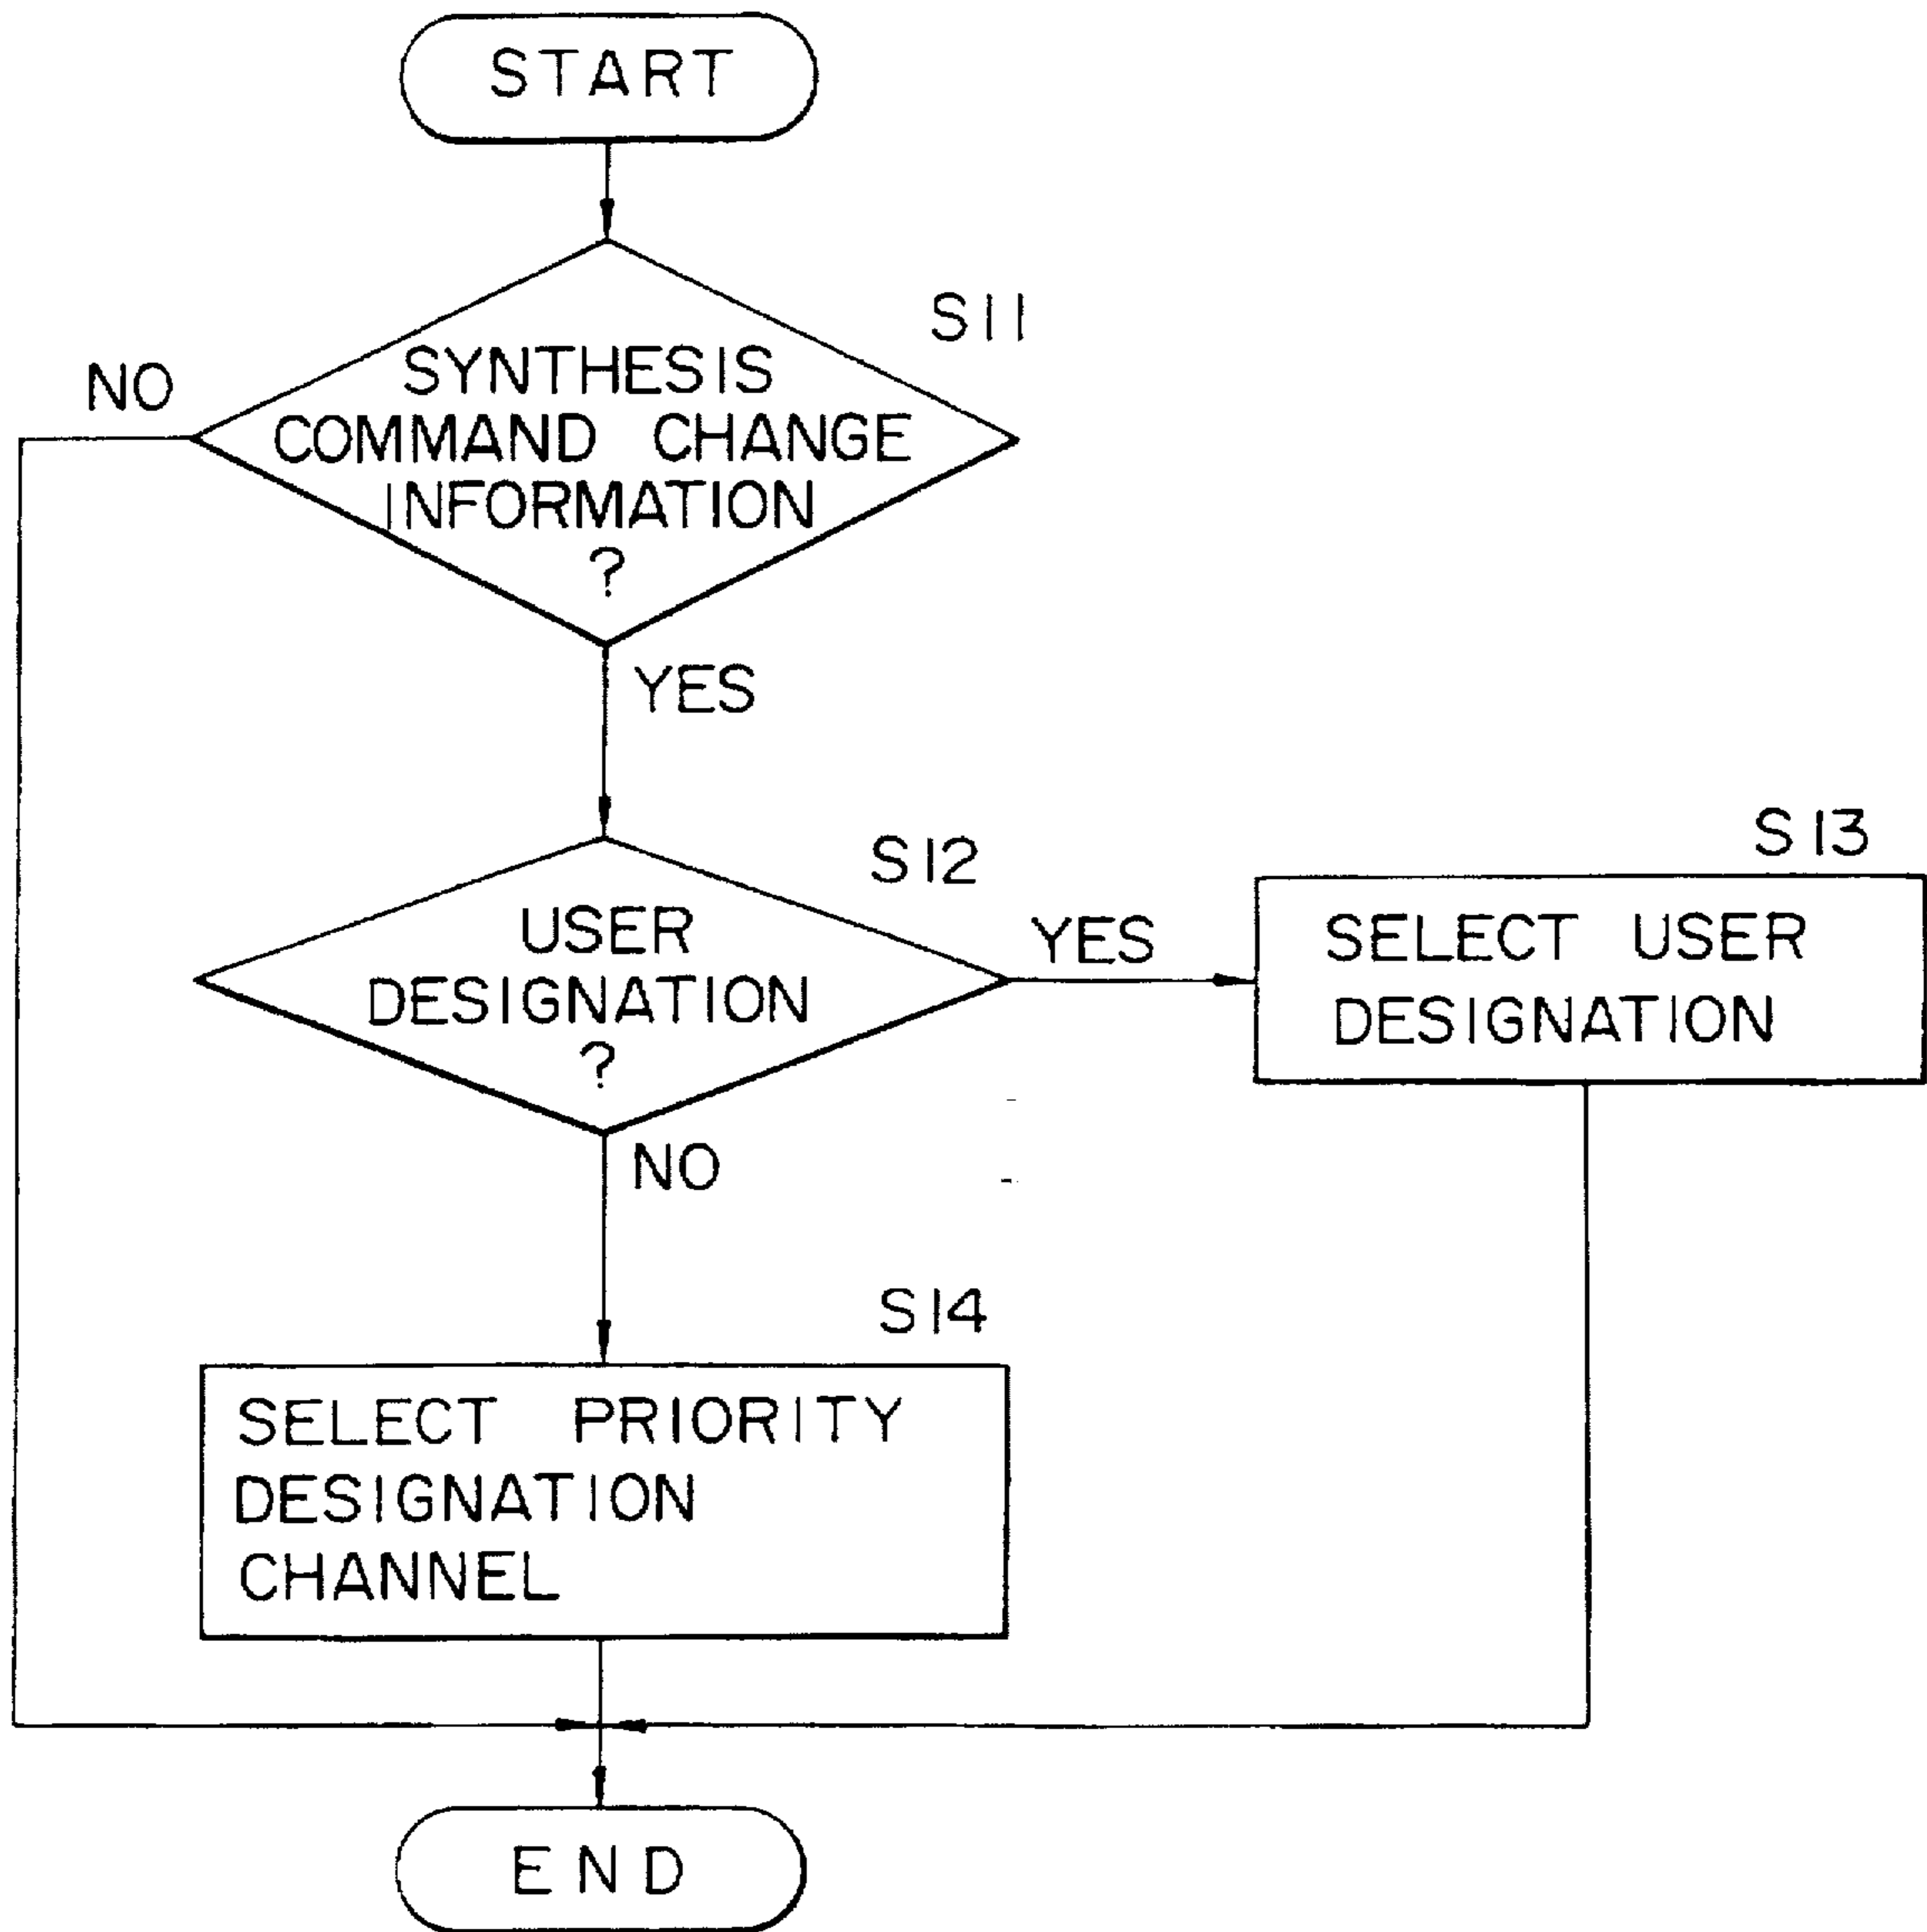 START
S11
NO
SYNTHESIS
COMMAND CHANGE
INFORMATION
?
YES
S12
USER
DESIGNATION
?
YES
S13
SELECT USER
DESIGNATION
NO
S14
SELECT PRIORITY
DESIGNATION
CHANNEL
END